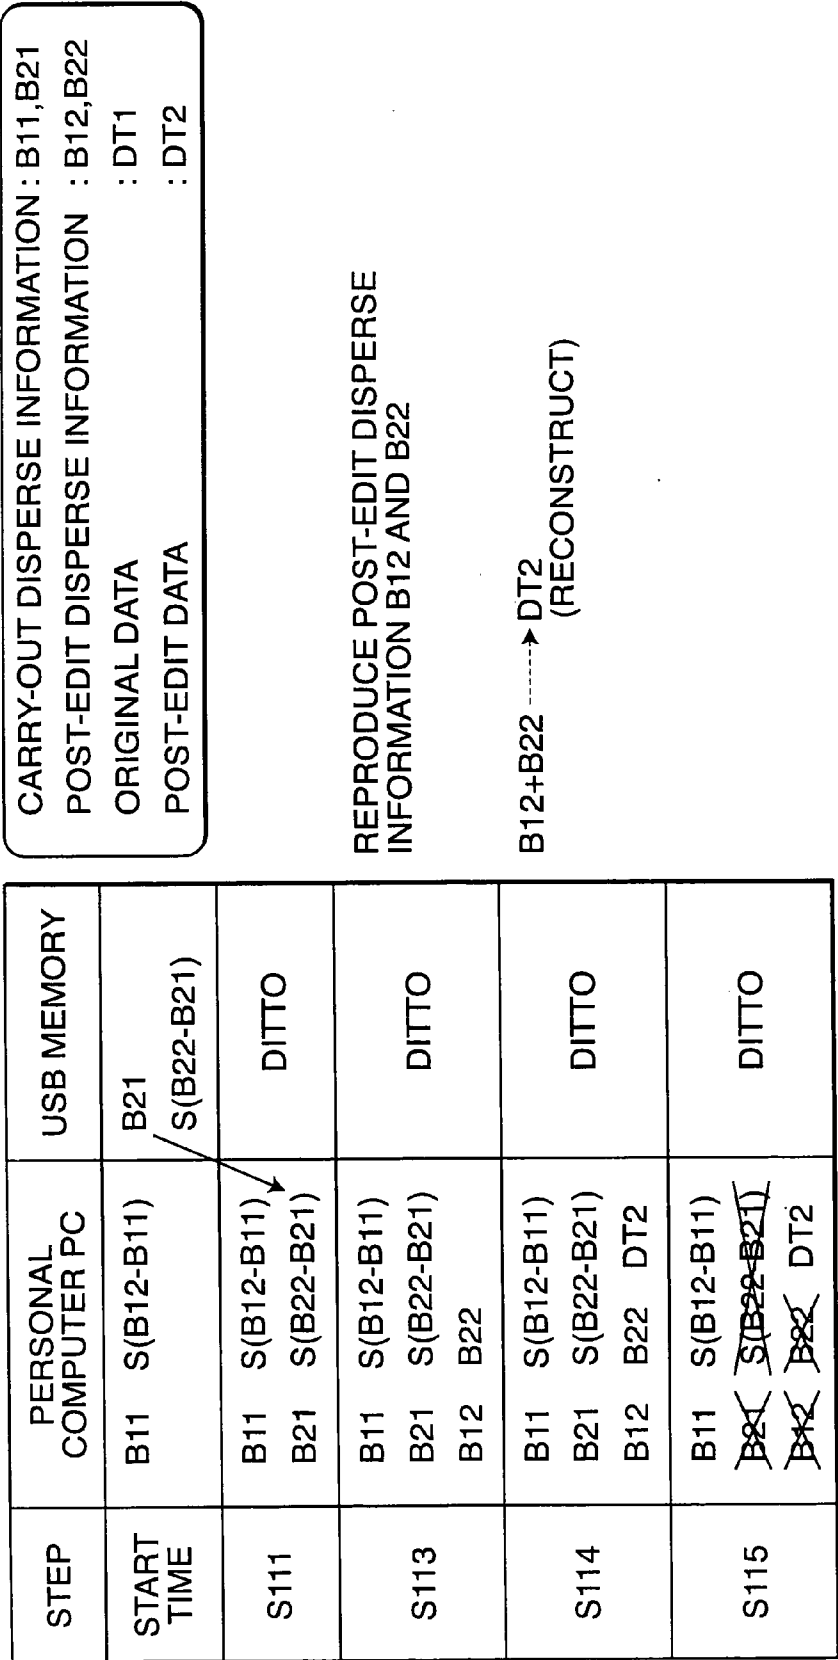 CARRY-OUT DISPERSE INFORMATION : B11,B21
POST-EDIT DISPERSE INFORMATION : B12,B22
ORIGINAL DATA : DT1
POST-EDIT DATA : DT2
STEP PERSONAL COMPUTER PC USB MEMORY
START TIME B11 S(B12-B11) B21
S(B22-B21)
S111 B11 S(B12-B11) DITTO
B21 S(B22-B21)
S113 B11 S(B12-B11) DITTO
B21 S(B22-B21)
B12 B22
REPRODUCE POST-EDIT DISPERSE
INFORMATION B12 AND B22
S114 B11 S(B12-B11) DITTO
B21 S(B22-B21)
B12 B22 DT2
B12+B22 DT2
(RECONSTRUCT)
S115 B11 S(B12-B11) DITTO
B21 S(B22-B21)
B12 B22 DT2